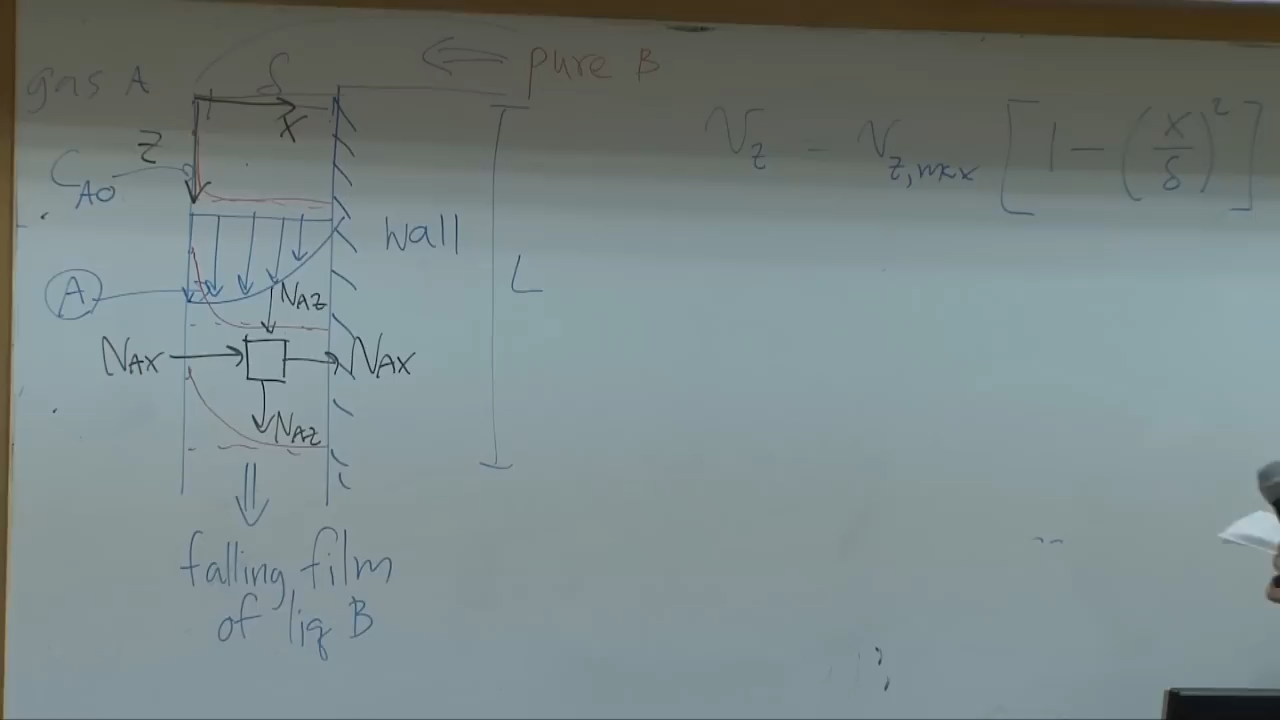 gas A
δ
⇐ pure B
x
z
C_A0
V_z = V_z,max [1 - (x/δ)^2]
wall
L
A
N_AZ
N_AX
N_AX
N_AZ
falling film
of liq B